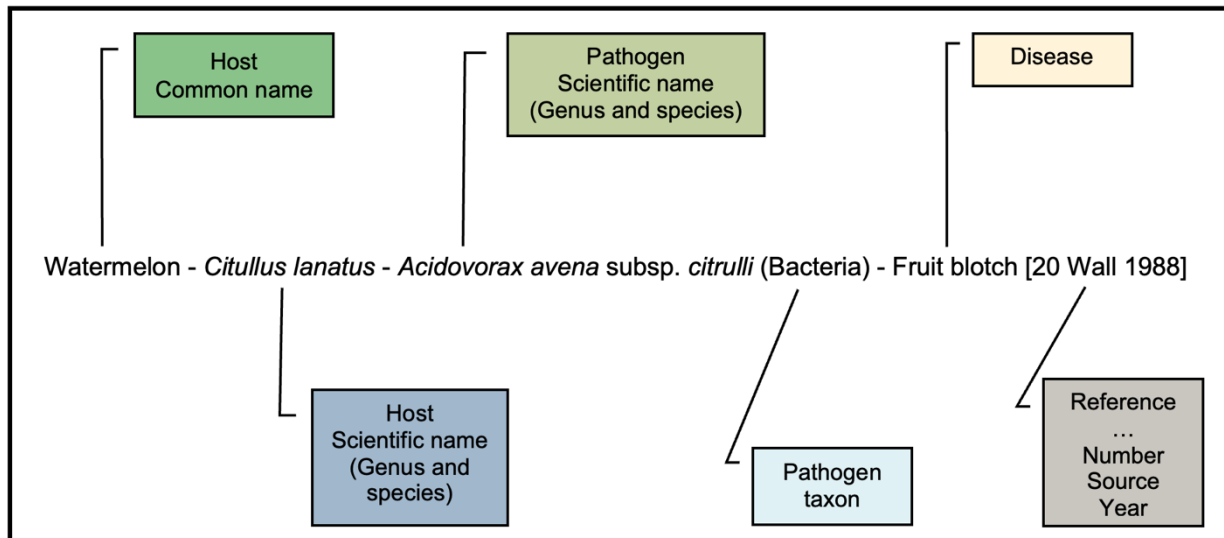 Host
Common name
Pathogen
Scientific name
(Genus and species)
Disease
Watermelon - Citullus lanatus - Acidovorax avena subsp. citrulli (Bacteria) - Fruit blotch [20 Wall 1988]
Host
Scientific name
(Genus and
species)
Pathogen
taxon
Reference
…
Number
Source
Year